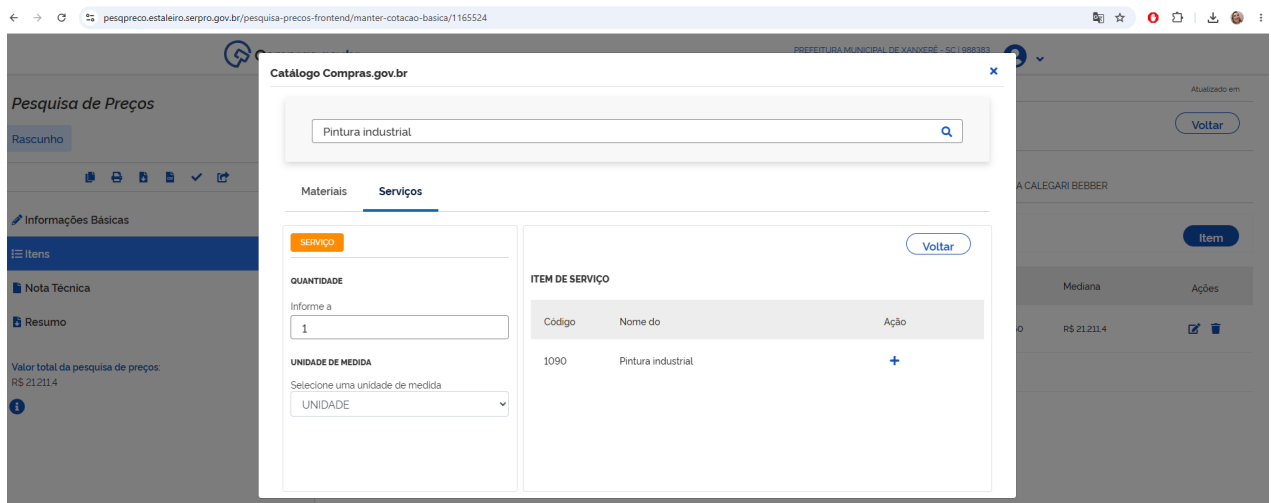 pesqpreco.estaleiro.serpro.gov.br/pesquisa-precos-frontend/manter-cotacao-basica/1165524
PREFEITURA MUNICIPAL DE XANXERÊ - SC | 988383
Catálogo Compras.gov.br
Atualizado em
Pesquisa de Preços
Pintura industrial
Voltar
Rascunho
Materiais
Serviços
A CALEGARI BEBBER
Informações Básicas
SERVIÇO
Voltar
Item
Itens
QUANTIDADE
ITEM DE SERVIÇO
Nota Técnica
Informe a
Mediana
Ações
1
Código
Nome do
Ação
Resumo
R$ 21.211,4
UNIDADE DE MEDIDA
1090
Pintura industrial
Valor total da pesquisa de preços:
Selecione uma unidade de medida
R$ 21.211,4
UNIDADE